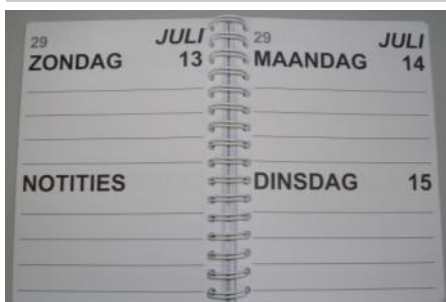 29 JULI
ZONDAG 13
NOTITIES
29 JULI
MAANDAG 14
DINSDAG 15